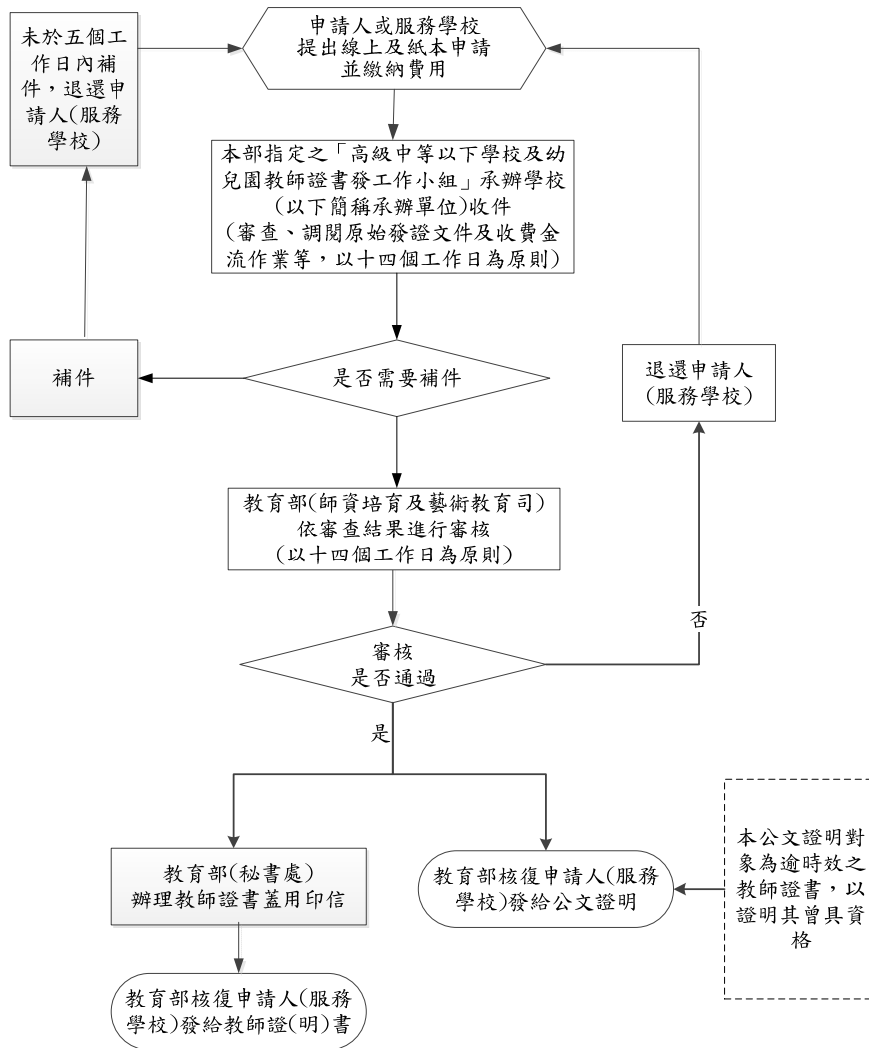 未於五個工
作日內補
件，退還申
請人(服務
學校)
申請人或服務學校
提出線上及紙本申請
並繳納費用
本部指定之「高級中等以下學校及幼
兒園教師證書發工作小組」承辦學校
(以下簡稱承辦單位)收件
(審查、調閱原始發證文件及收費金
流作業等，以十四個工作日為原則)
補件
是否需要補件
退還申請人
(服務學校)
教育部(師資培育及藝術教育司)
依審查結果進行審核
(以十四個工作日為原則)
否
審核
是否通過
是
教育部(秘書處)
辦理教師證書蓋用印信
教育部核復申請人(服務
學校)發給公文證明
本公文證明對
象為逾時效之
教師證書，以
證明其曾具資
格
教育部核復申請人(服務
學校)發給教師證(明)書